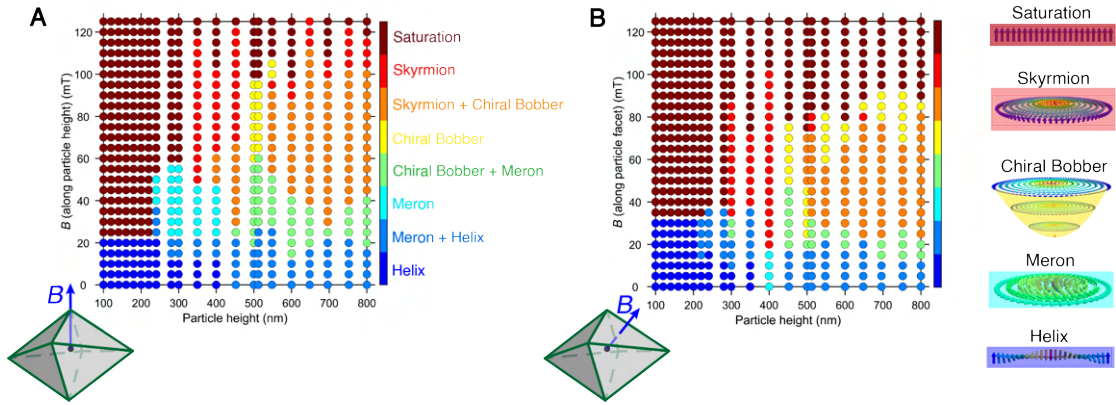 A
B (along particle height) (mT)
120
100
80
60
40
20
0
100 200 300 400 500 600 700 800
Particle height (nm)
B
Saturation
Skyrmion
Skyrmion + Chiral Bobber
Chiral Bobber
Chiral Bobber + Meron
Meron
Meron + Helix
Helix
B
B (along particle facet) (mT)
120
100
80
60
40
20
0
100 200 300 400 500 600 700 800
Particle height (nm)
B
Saturation
Skyrmion
Chiral Bobber
Meron
Helix